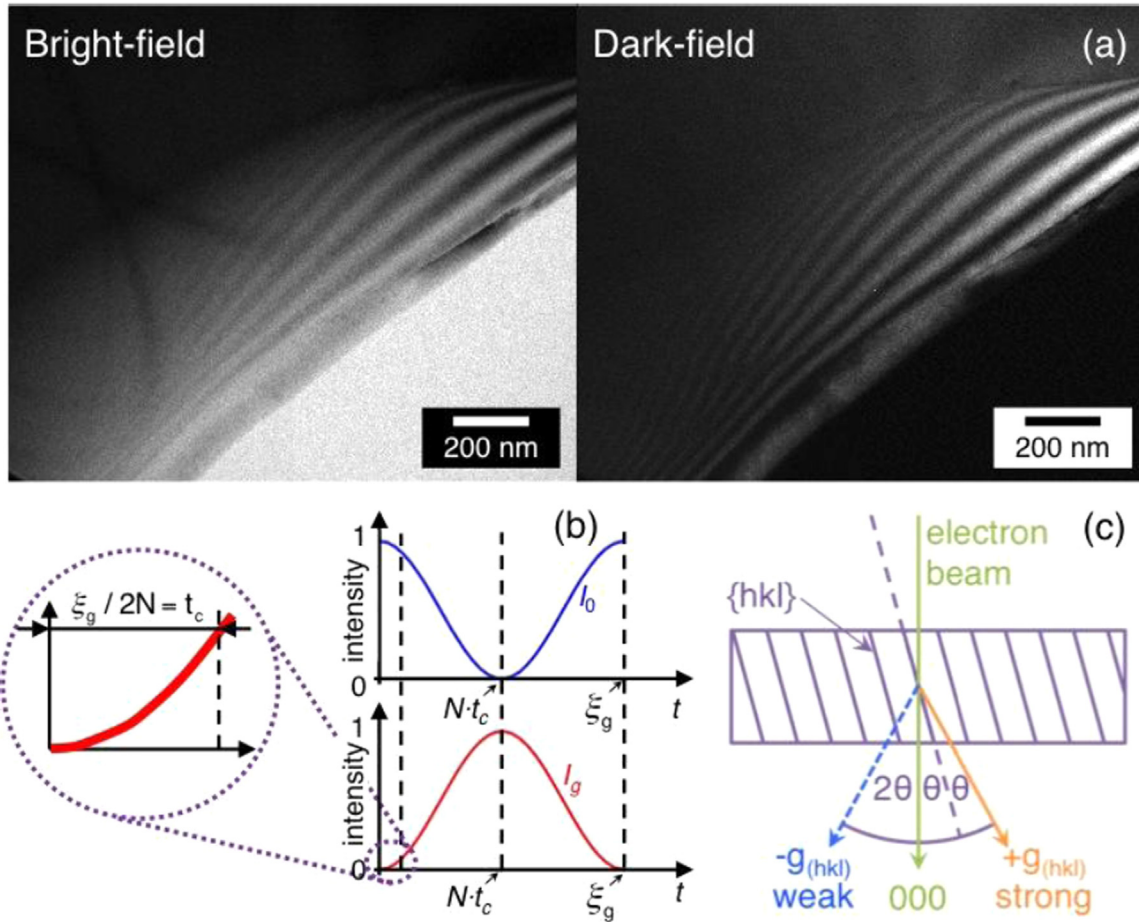 Bright-field
Dark-field
(a)
200 nm
200 nm
ξg / 2N = tc
(b)
1
intensity
I0
0
N·tc
ξg
t
1
intensity
Ig
0
N·tc
ξg
t
(c)
electron
beam
{hkl}
2θ θ θ
-g(hkl)
weak
000
+g(hkl)
strong